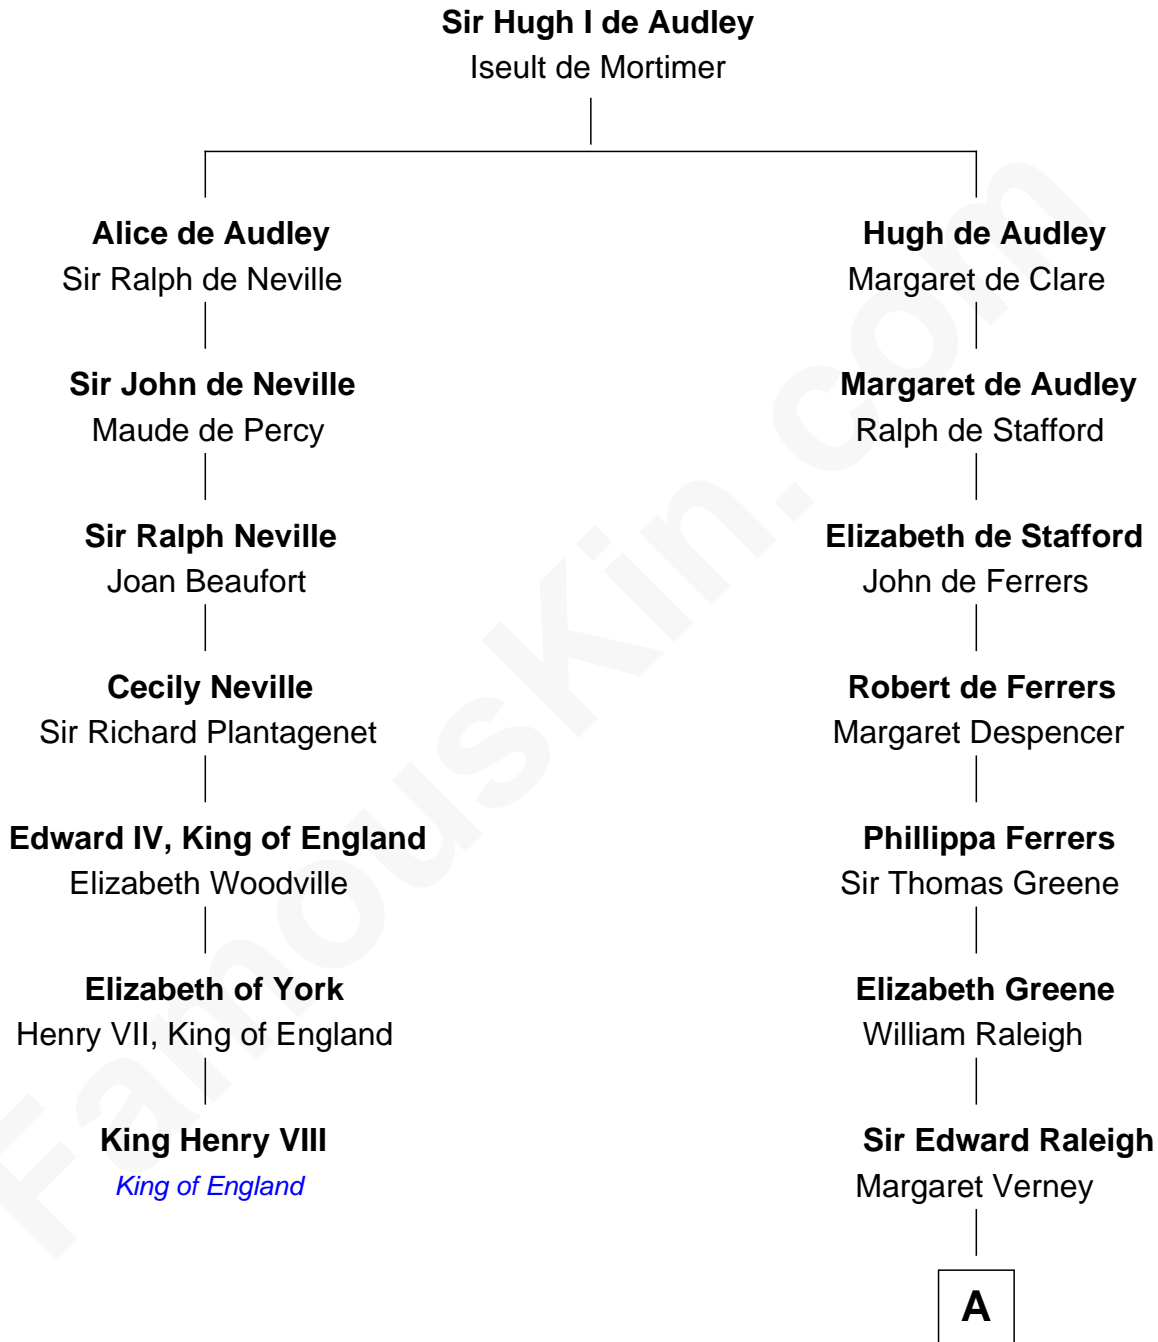 Sir Hugh I de Audley
Iseult de Mortimer
Alice de Audley
Sir Ralph de Neville
Hugh de Audley
Margaret de Clare
Sir John de Neville
Maude de Percy
Margaret de Audley
Ralph de Stafford
Sir Ralph Neville
Joan Beaufort
Elizabeth de Stafford
John de Ferrers
Cecily Neville
Sir Richard Plantagenet
Robert de Ferrers
Margaret Despencer
Edward IV, King of England
Elizabeth Woodville
Phillippa Ferrers
Sir Thomas Greene
Elizabeth of York
Henry VII, King of England
Elizabeth Greene
William Raleigh
King Henry VIII
King of England
Sir Edward Raleigh
Margaret Verney
A
FamousKin.com